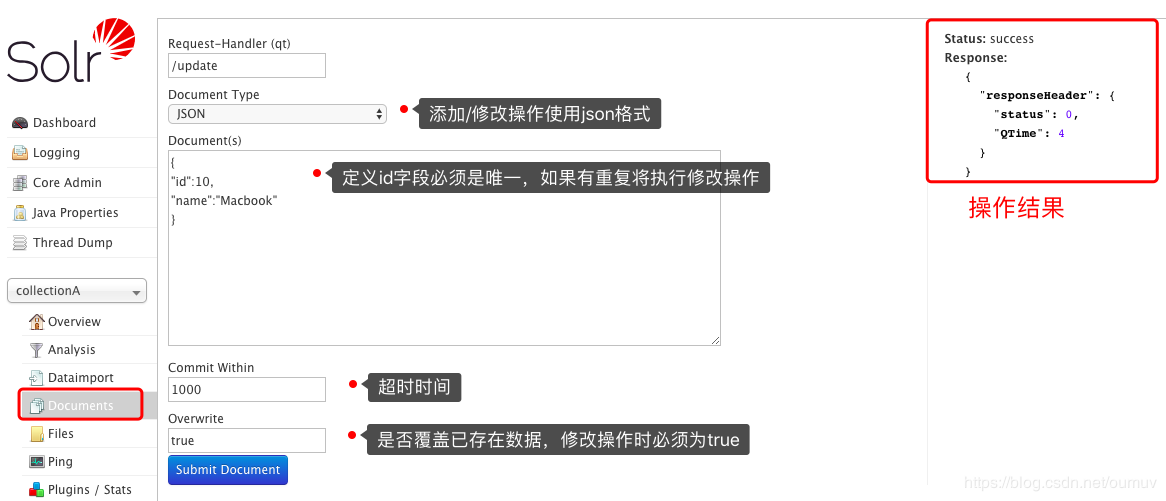 Solr
Dashboard
Logging
Core Admin
Java Properties
Thread Dump
collectionA
Overview
Analysis
Dataimport
Documents
Files
Ping
Plugins / Stats
Request-Handler (qt)
/update
Document Type
JSON
添加/修改操作使用json格式
Document(s)
{
"id":10,
"name":"Macbook"
}
定义id字段必须是唯一，如果有重复将执行修改操作
Commit Within
1000
超时时间
Overwrite
true
是否覆盖已存在数据，修改操作时必须为true
Submit Document
Status: success
Response:
{
"responseHeader": {
"status": 0,
"QTime": 4
}
}
操作结果
https://blog.csdn.net/oumuv